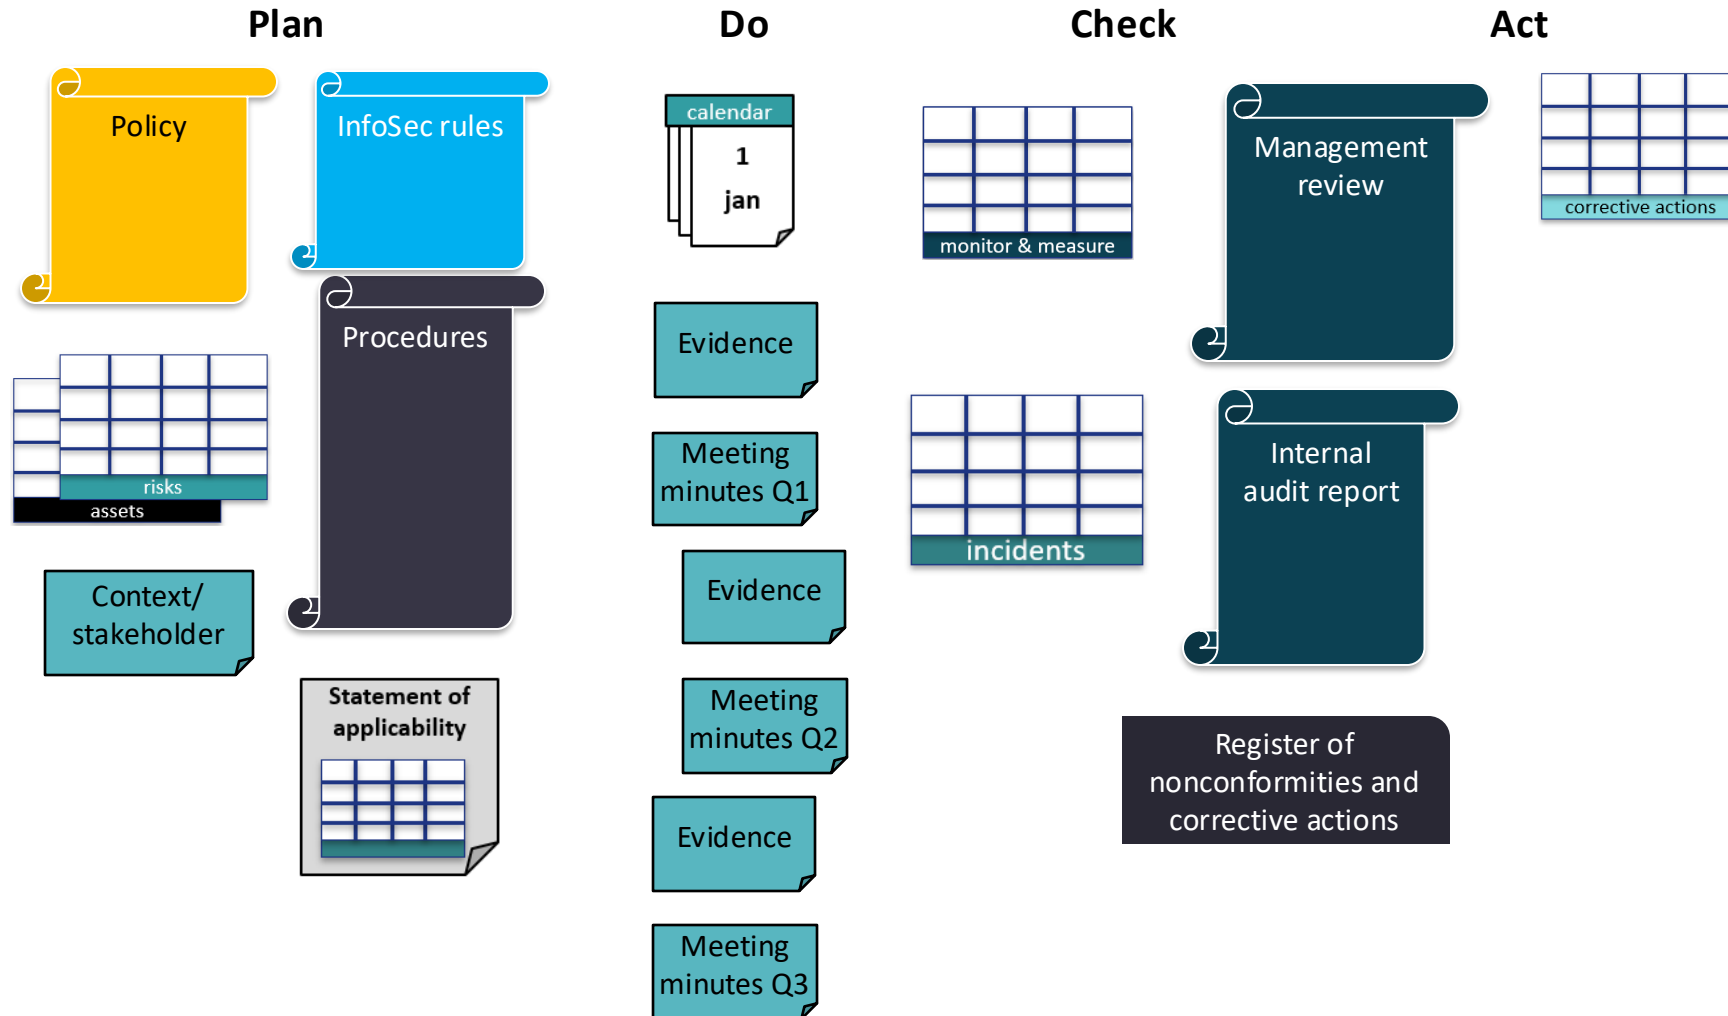 Plan
Do
Check
Act
Policy
InfoSec rules
Procedures
risks
assets
Context/
stakeholder
Statement of
applicability
calendar
1
jan
Evidence
Meeting
minutes Q1
Evidence
Meeting
minutes Q2
Evidence
Meeting
minutes Q3
monitor & measure
incidents
Management
review
Internal
audit report
Register of
nonconformities and
corrective actions
corrective actions